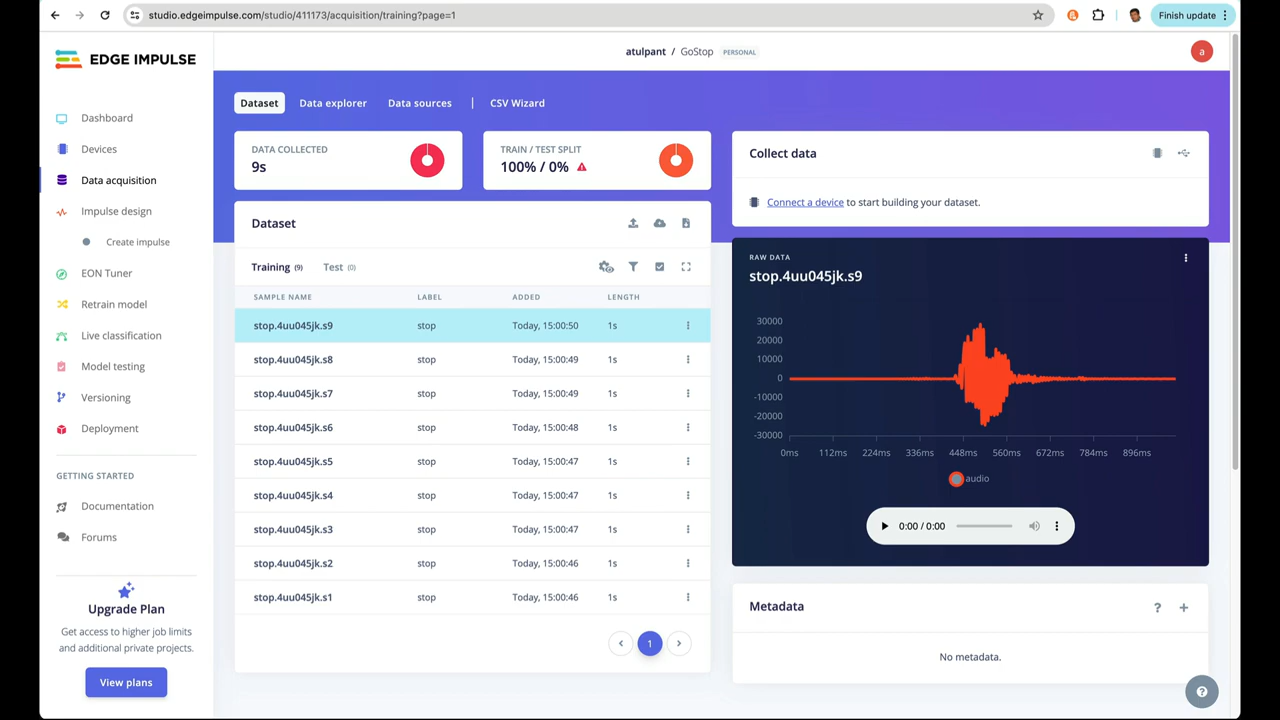 studio.edgeimpulse.com/studio/411173/acquisition/training?page=1
Finish update
EDGE IMPULSE
atulpant / GoStop PERSONAL
a
Dashboard
Devices
Data acquisition
Impulse design
Create impulse
EON Tuner
Retrain model
Live classification
Model testing
Versioning
Deployment
GETTING STARTED
Documentation
Forums
Upgrade Plan
Get access to higher job limits
and additional private projects.
View plans
Dataset Data explorer Data sources | CSV Wizard
DATA COLLECTED
9s
TRAIN / TEST SPLIT
100% / 0%
Dataset
Training (9) Test (0)
SAMPLE NAME LABEL ADDED LENGTH
stop.4uu045jk.s9 stop Today, 15:00:50 1s
stop.4uu045jk.s8 stop Today, 15:00:49 1s
stop.4uu045jk.s7 stop Today, 15:00:49 1s
stop.4uu045jk.s6 stop Today, 15:00:48 1s
stop.4uu045jk.s5 stop Today, 15:00:47 1s
stop.4uu045jk.s4 stop Today, 15:00:47 1s
stop.4uu045jk.s3 stop Today, 15:00:47 1s
stop.4uu045jk.s2 stop Today, 15:00:46 1s
stop.4uu045jk.s1 stop Today, 15:00:46 1s
1
Collect data
Connect a device to start building your dataset.
RAW DATA
stop.4uu045jk.s9
30000
20000
10000
0
-10000
-20000
-30000
0ms 112ms 224ms 336ms 448ms 560ms 672ms 784ms 896ms
audio
0:00 / 0:00
Metadata
? +
No metadata.
?